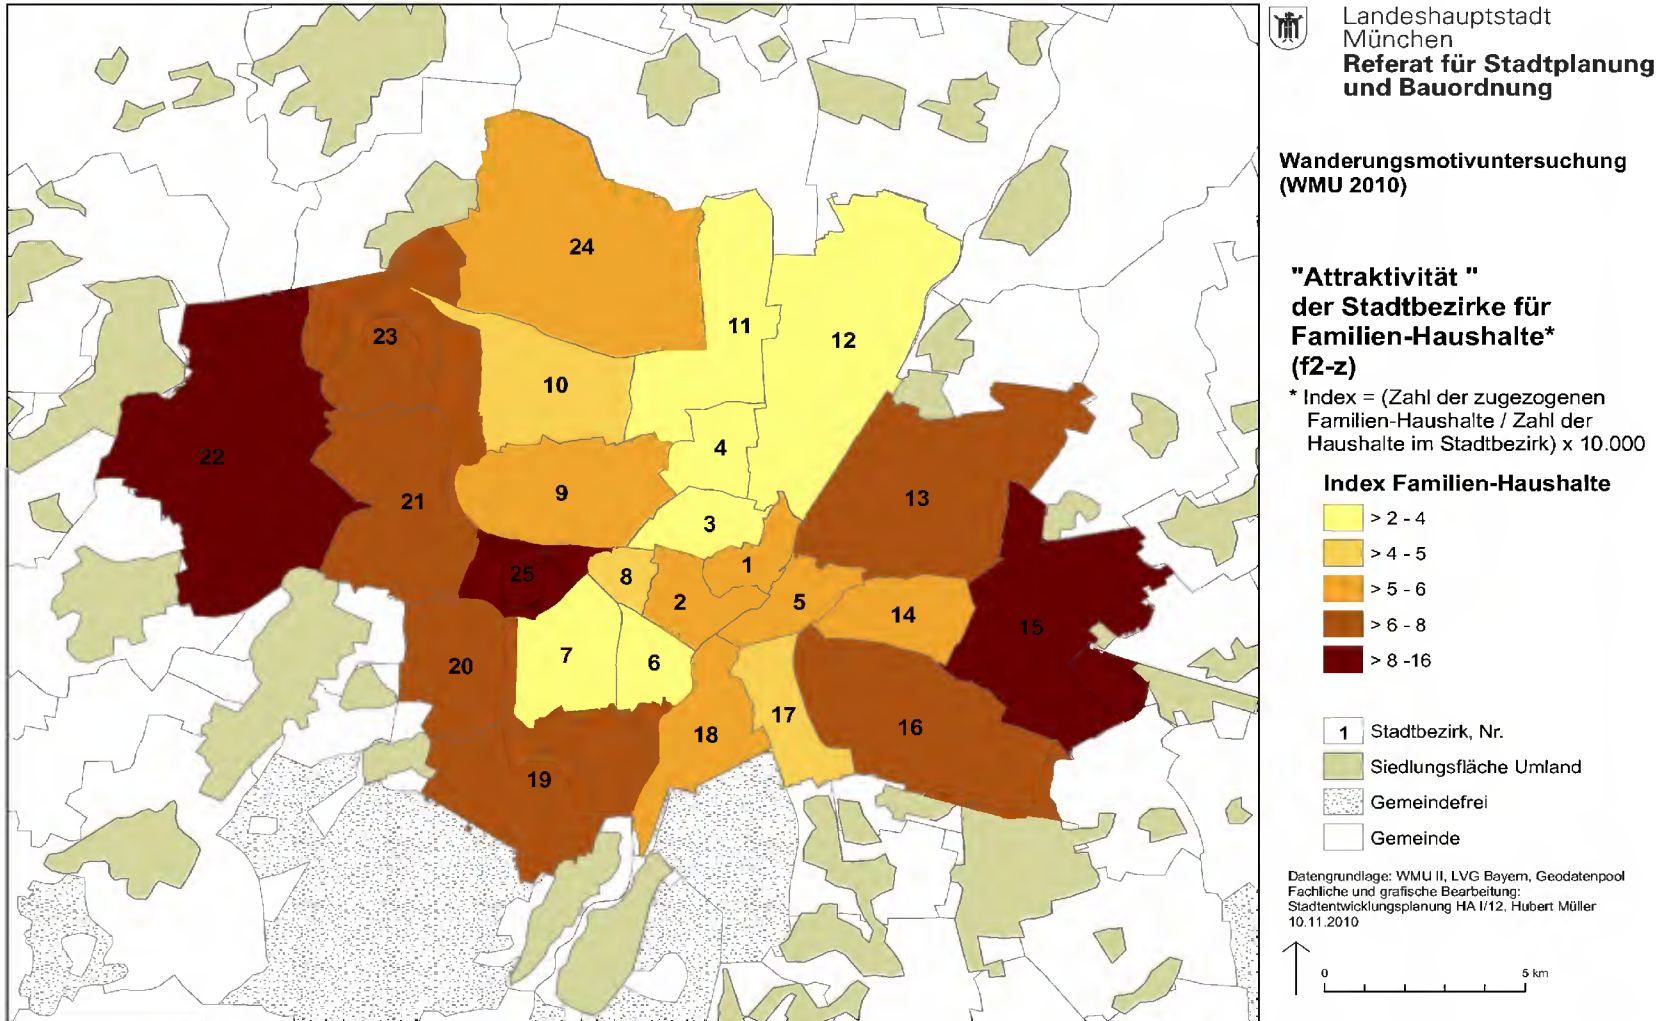 Landeshauptstadt
München
Referat für Stadtplanung
und Bauordnung
Wanderungsmotivuntersuchung
(WMU 2010)
"Attraktivität "
der Stadtbezirke für
Familien-Haushalte*
(f2-z)
* Index = (Zahl der zugezogenen
Familien-Haushalte / Zahl der
Haushalte im Stadtbezirk) x 10.000
Index Familien-Haushalte
> 2 - 4
> 4 - 5
> 5 - 6
> 6 - 8
> 8 -16
1 Stadtbezirk, Nr.
Siedlungsfläche Umland
Gemeindefrei
Gemeinde
Datengrundlage: WMU II, LVG Bayern, Geodatenpool
Fachliche und grafische Bearbeitung:
Stadtentwicklungsplanung HA I/12, Hubert Müller
10.11.2010
0 5 km
24
23
11
12
10
4
22
9
21
13
3
25
8
1
2
5
14
15
7
6
20
17
18
16
19